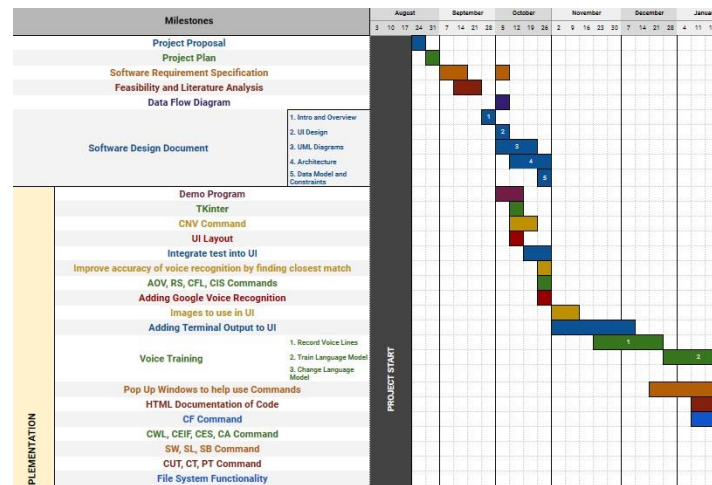 Milestones
August September October November December Janua
3 10 17 24 31 7 14 21 28 5 12 19 26 2 9 16 23 30 7 14 21 28 4 11 1
Project Proposal
Project Plan
Software Requirement Specification
Feasibility and Literature Analysis
Data Flow Diagram
Software Design Document
1. Intro and Overview
1
2. UI Design
2
3. UML Diagrams
3
4. Architecture
4
5. Data Model and
Constraints
5
Demo Program
TKinter
CNV Command
UI Layout
Integrate test into UI
Improve accuracy of voice recognition by finding closest match
AOV, RS, CFL, CIS Commands
Adding Google Voice Recognition
Images to use in UI
Adding Terminal Output to UI
Voice Training
1. Record Voice Lines
1
2. Train Language Model
2
3. Change Language
Model
Pop Up Windows to help use Commands
HTML Documentation of Code
CF Command
CWL, CEIF, CES, CA Command
SW, SL, SB Command
CUT, CT, PT Command
File System Functionality
PLEMENTATION
PROJECT START